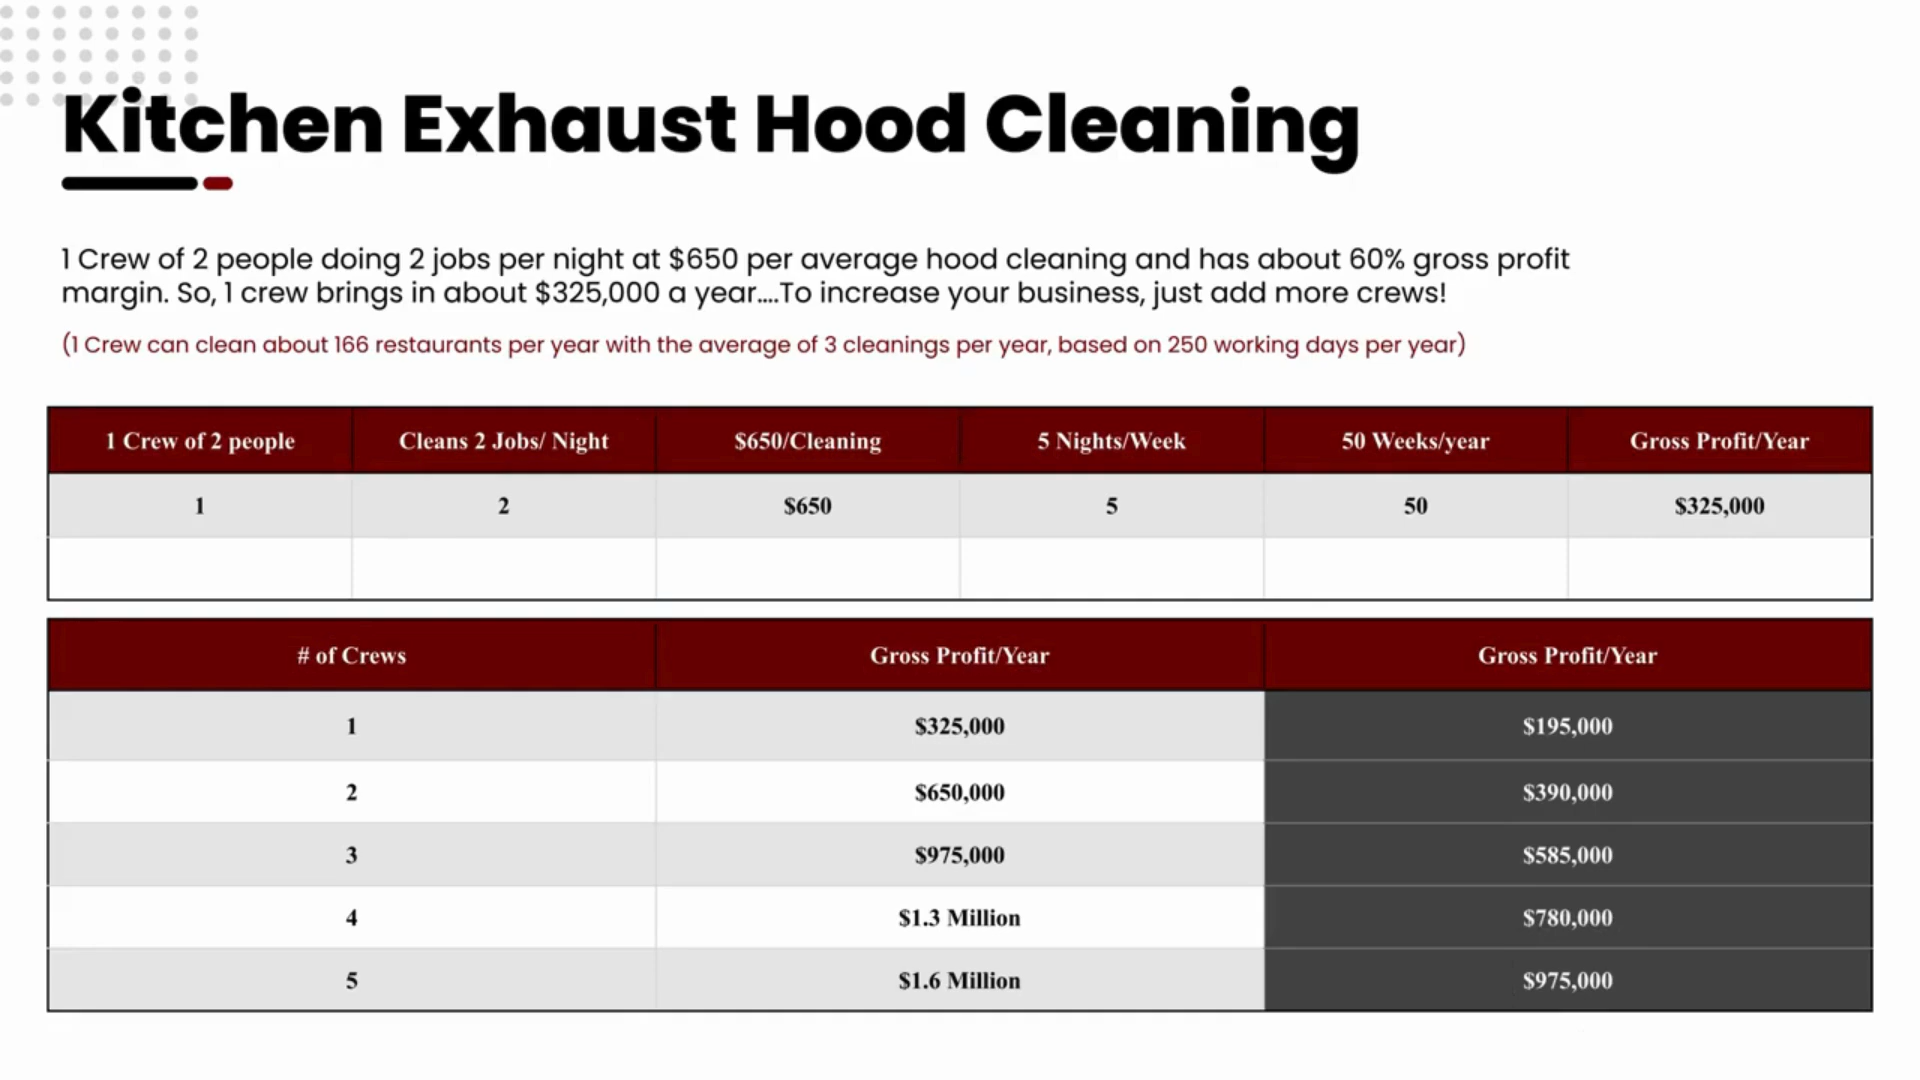 Kitchen Exhaust Hood Cleaning
1 Crew of 2 people doing 2 jobs per night at $650 per average hood cleaning and has about 60% gross profit
margin. So, 1 crew brings in about $325,000 a year....To increase your business, just add more crews!
(1 Crew can clean about 166 restaurants per year with the average of 3 cleanings per year, based on 250 working days per year)
1 Crew of 2 people Cleans 2 Jobs/ Night $650/Cleaning 5 Nights/Week 50 Weeks/year Gross Profit/Year
1 2 $650 5 50 $325,000
# of Crews Gross Profit/Year Gross Profit/Year
1 $325,000 $195,000
2 $650,000 $390,000
3 $975,000 $585,000
4 $1.3 Million $780,000
5 $1.6 Million $975,000